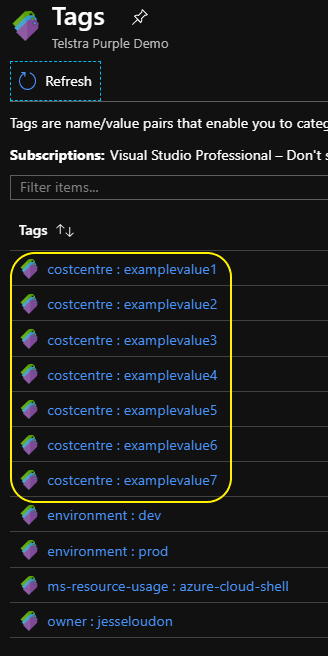 Tags
Telstra Purple Demo
Refresh
Tags are name/value pairs that enable you to categ
Subscriptions: Visual Studio Professional – Don't s
Filter items...
Tags ↑↓
costcentre : examplevalue1
costcentre : examplevalue2
costcentre : examplevalue3
costcentre : examplevalue4
costcentre : examplevalue5
costcentre : examplevalue6
costcentre : examplevalue7
environment : dev
environment : prod
ms-resource-usage : azure-cloud-shell
owner : jesseloudon